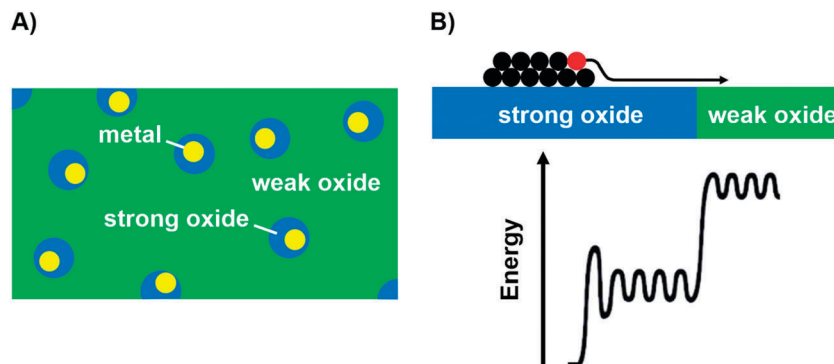 A)
metal
weak oxide
strong oxide
B)
strong oxide
weak oxide
Energy